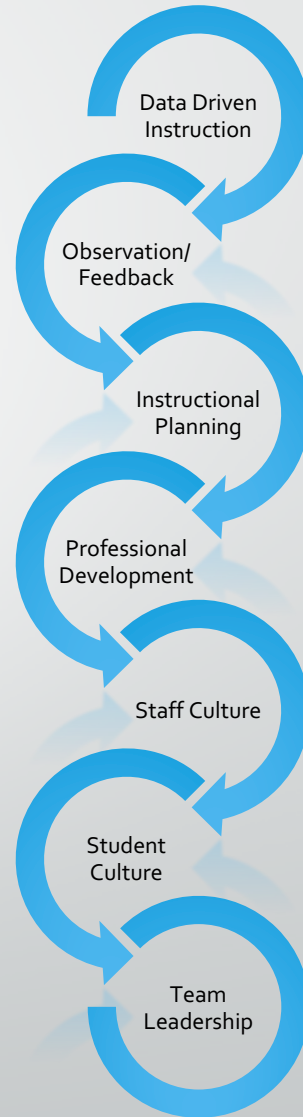 Data Driven
Instruction
Observation/
Feedback
Instructional
Planning
Professional
Development
Staff Culture
Student
Culture
Team
Leadership